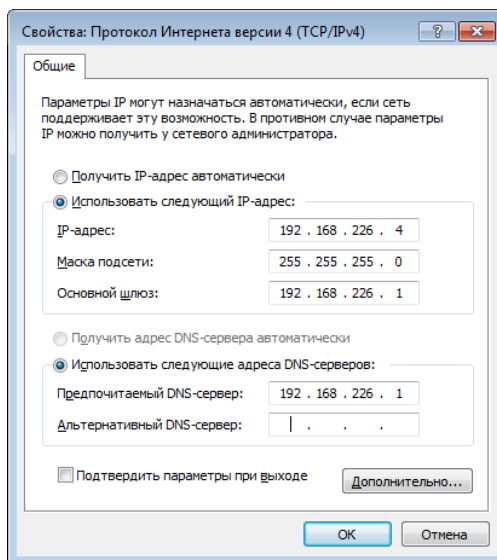 Свойства: Протокол Интернета версии 4 (TCP/IPv4)
Общие
Параметры IP могут назначаться автоматически, если сеть
поддерживает эту возможность. В противном случае параметры
IP можно получить у сетевого администратора.
Получить IP-адрес автоматически
Использовать следующий IP-адрес:
IP-адрес: 192 . 168 . 226 . 4
Маска подсети: 255 . 255 . 255 . 0
Основной шлюз: 192 . 168 . 226 . 1
Получить адрес DNS-сервера автоматически
Использовать следующие адреса DNS-серверов:
Предпочитаемый DNS-сервер: 192 . 168 . 226 . 1
Альтернативный DNS-сервер: . . .
Подтвердить параметры при выходе
Дополнительно...
ОК Отмена